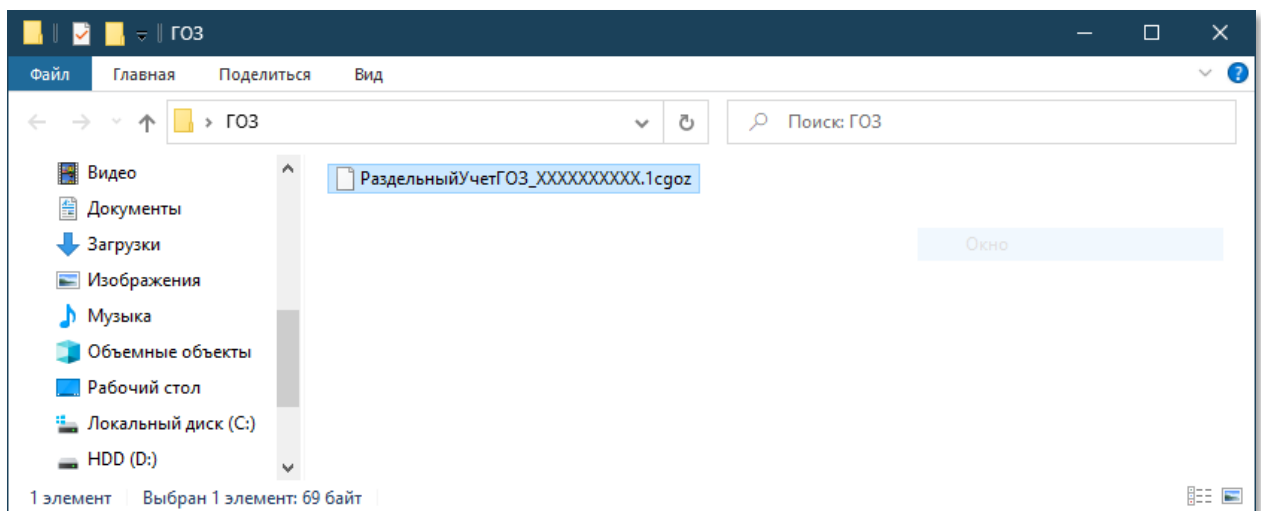 ГОЗ
Файл Главная Поделиться Вид
ГОЗ Поиск: ГОЗ
Видео РаздельныйУчетГОЗ_XXXXXXXXXX.1cgoz
Документы
Загрузки Окно
Изображения
Музыка
Объемные объекты
Рабочий стол
Локальный диск (C:)
HDD (D:)
1 элемент Выбран 1 элемент: 69 байт